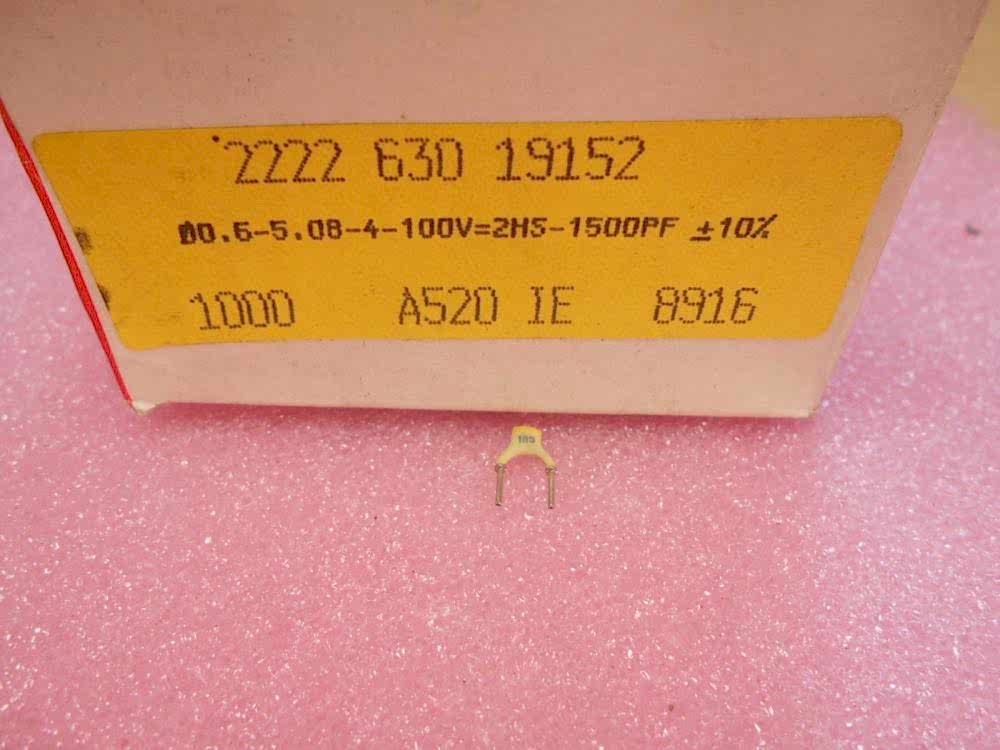 2222 630 19152
Ø0.6-5.08-4-100V=2HS-1500PF ±10%
1000 A520 IE 8916